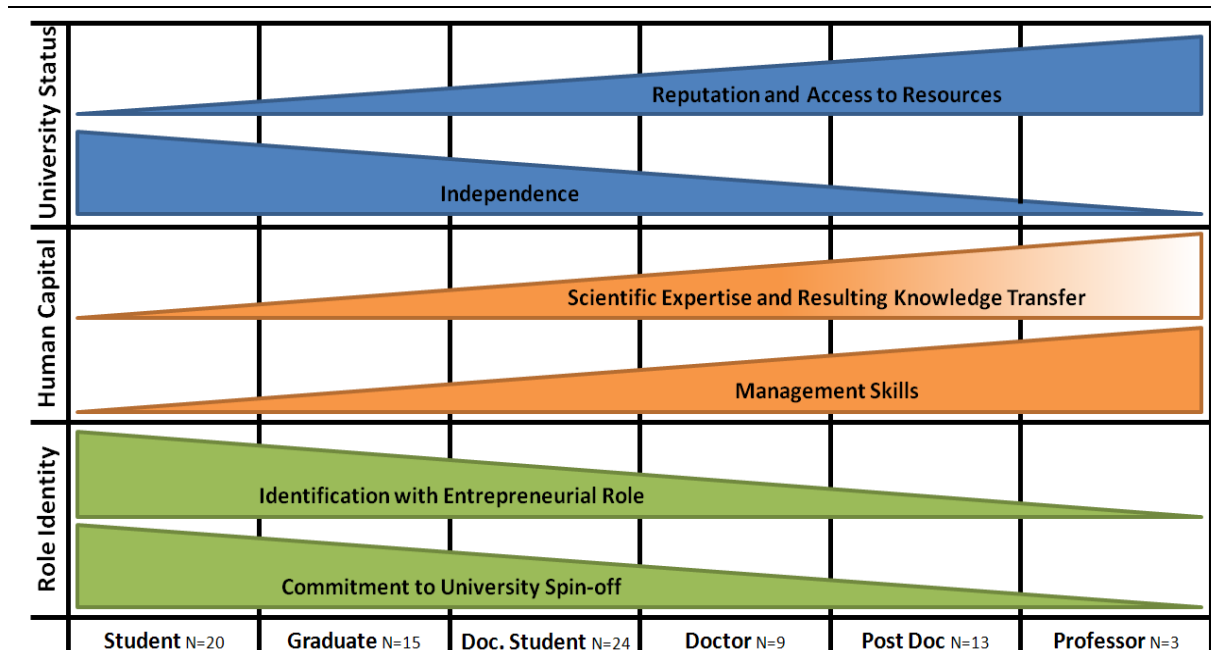 University Status
Reputation and Access to Resources
Independence
Human Capital
Scientific Expertise and Resulting Knowledge Transfer
Management Skills
Role Identity
Identification with Entrepreneurial Role
Commitment to University Spin-off
Student N=20 Graduate N=15 Doc. Student N=24 Doctor N=9 Post Doc N=13 Professor N=3